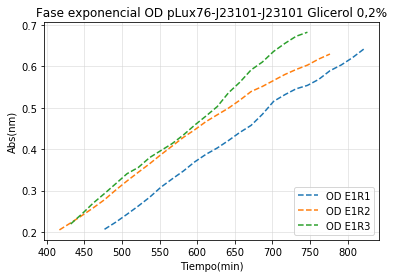 Fase exponencial OD pLux76-J23101-J23101 Glicerol 0,2%
Abs(nm)
0.7
0.6
0.5
0.4
0.3
0.2
400 450 500 550 600 650 700 750 800
Tiempo(min)
OD E1R1
OD E1R2
OD E1R3